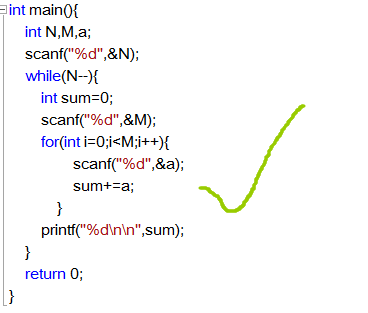 int main(){
int N,M,a;
scanf("%d",&N);
while(N--){
int sum=0;
scanf("%d",&M);
for(int i=0;i<M;i++){
scanf("%d",&a);
sum+=a;
}
printf("%d\n\n",sum);
}
return 0;
}